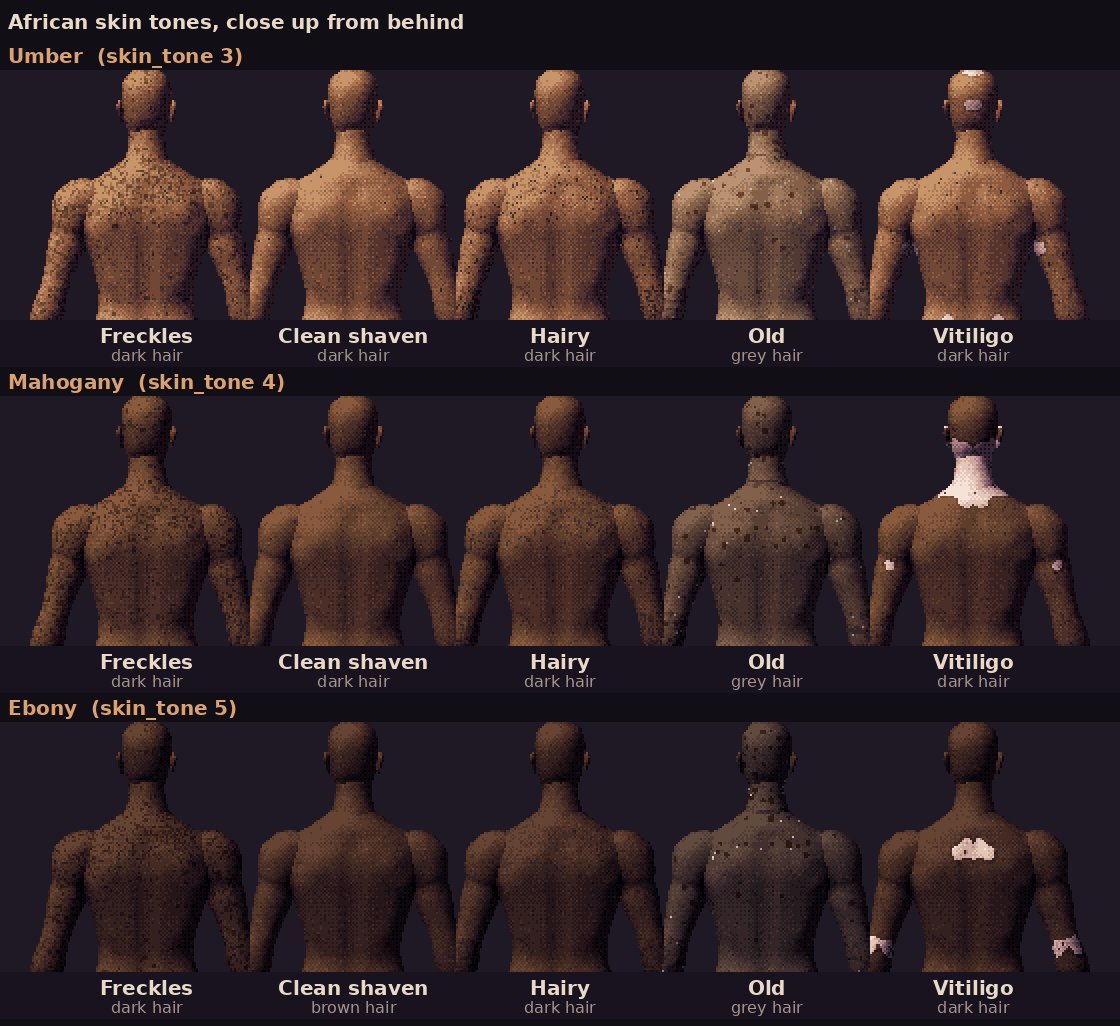 African skin tones, close up from behind
Umber (skin_tone 3)
Freckles Clean shaven Hairy Old Vitiligo
dark hair dark hair dark hair grey hair dark hair
Mahogany (skin_tone 4)
Freckles Clean shaven Hairy Old Vitiligo
dark hair dark hair dark hair grey hair dark hair
Ebony (skin_tone 5)
Freckles Clean shaven Hairy Old Vitiligo
dark hair brown hair dark hair grey hair dark hair